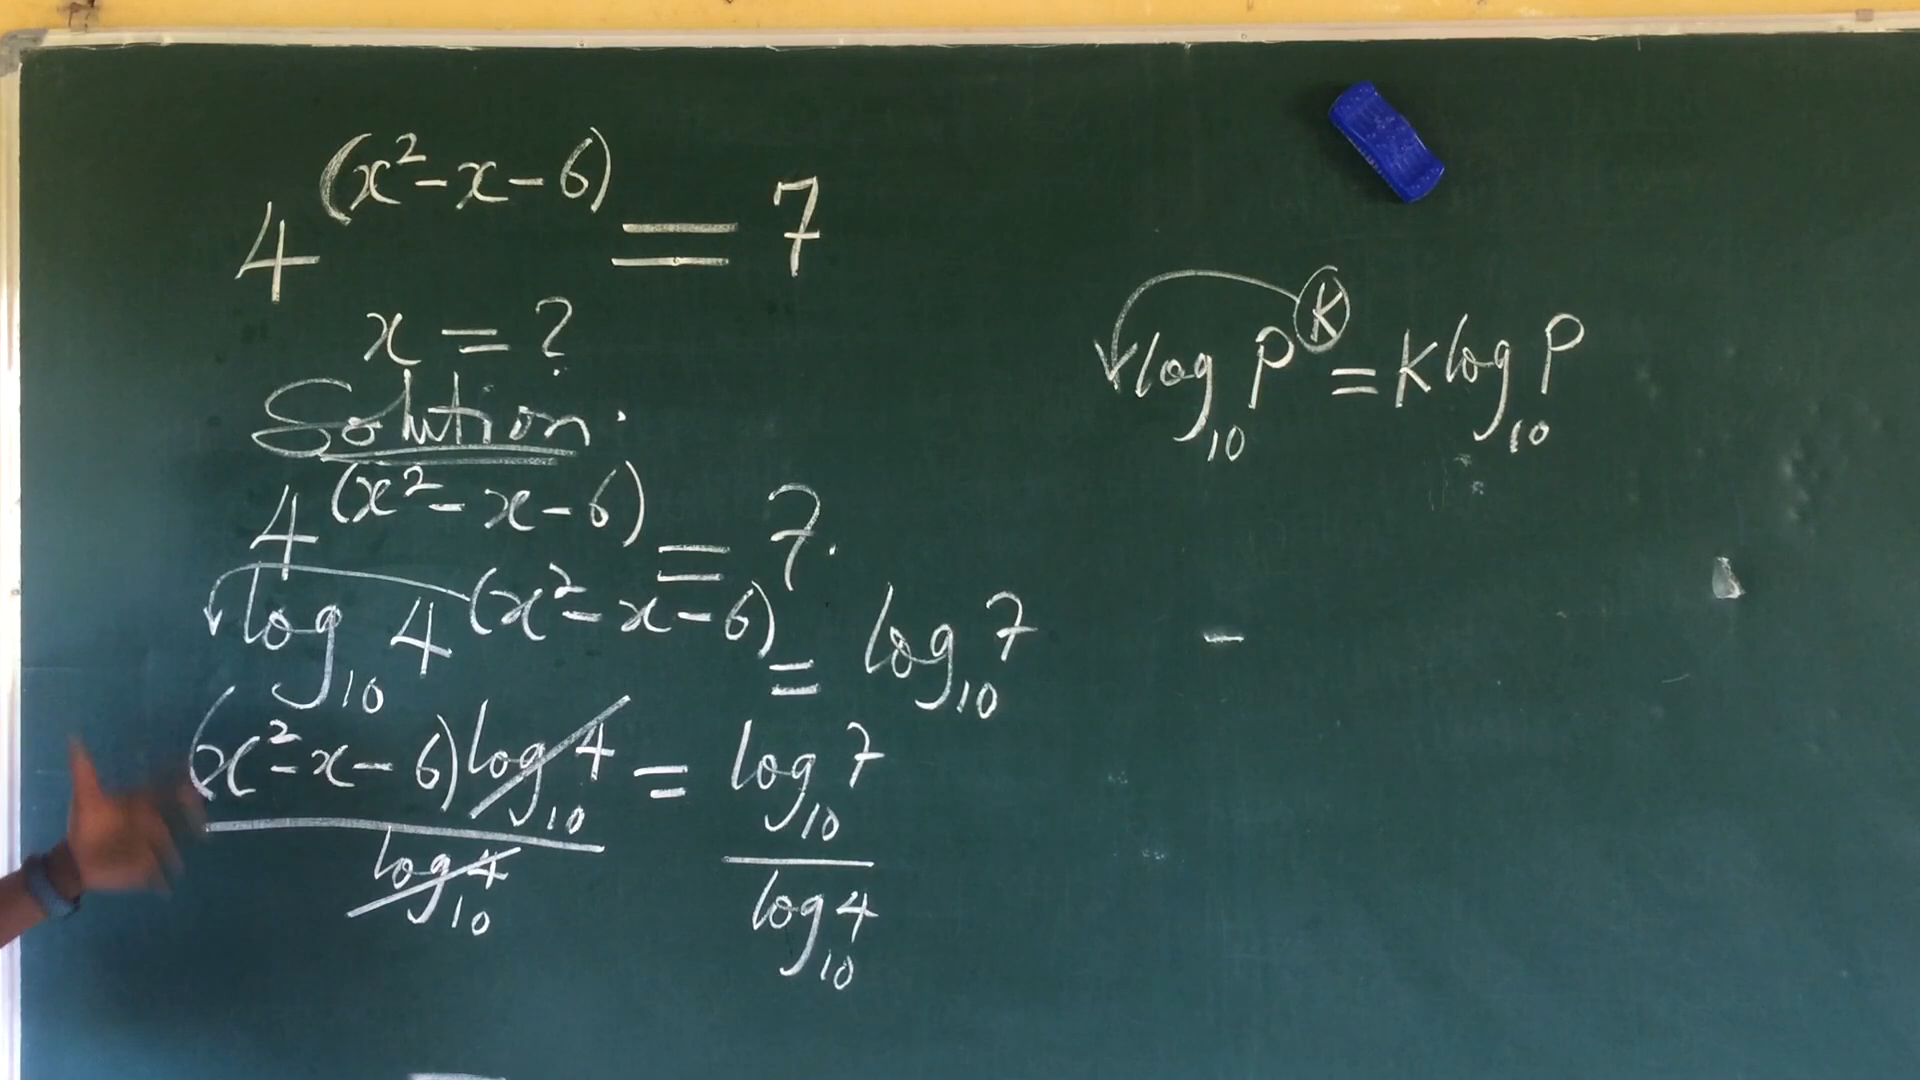 4^(x²-x-6) = 7
x = ?
Solution.
4^(x²-x-6) = 7.
log₁₀ 4^(x²-x-6) = log₁₀ 7
(x²-x-6) log₁₀ 4 = log₁₀ 7
log₁₀ 4 log₁₀ 4
log₁₀ P^K = K log₁₀ P